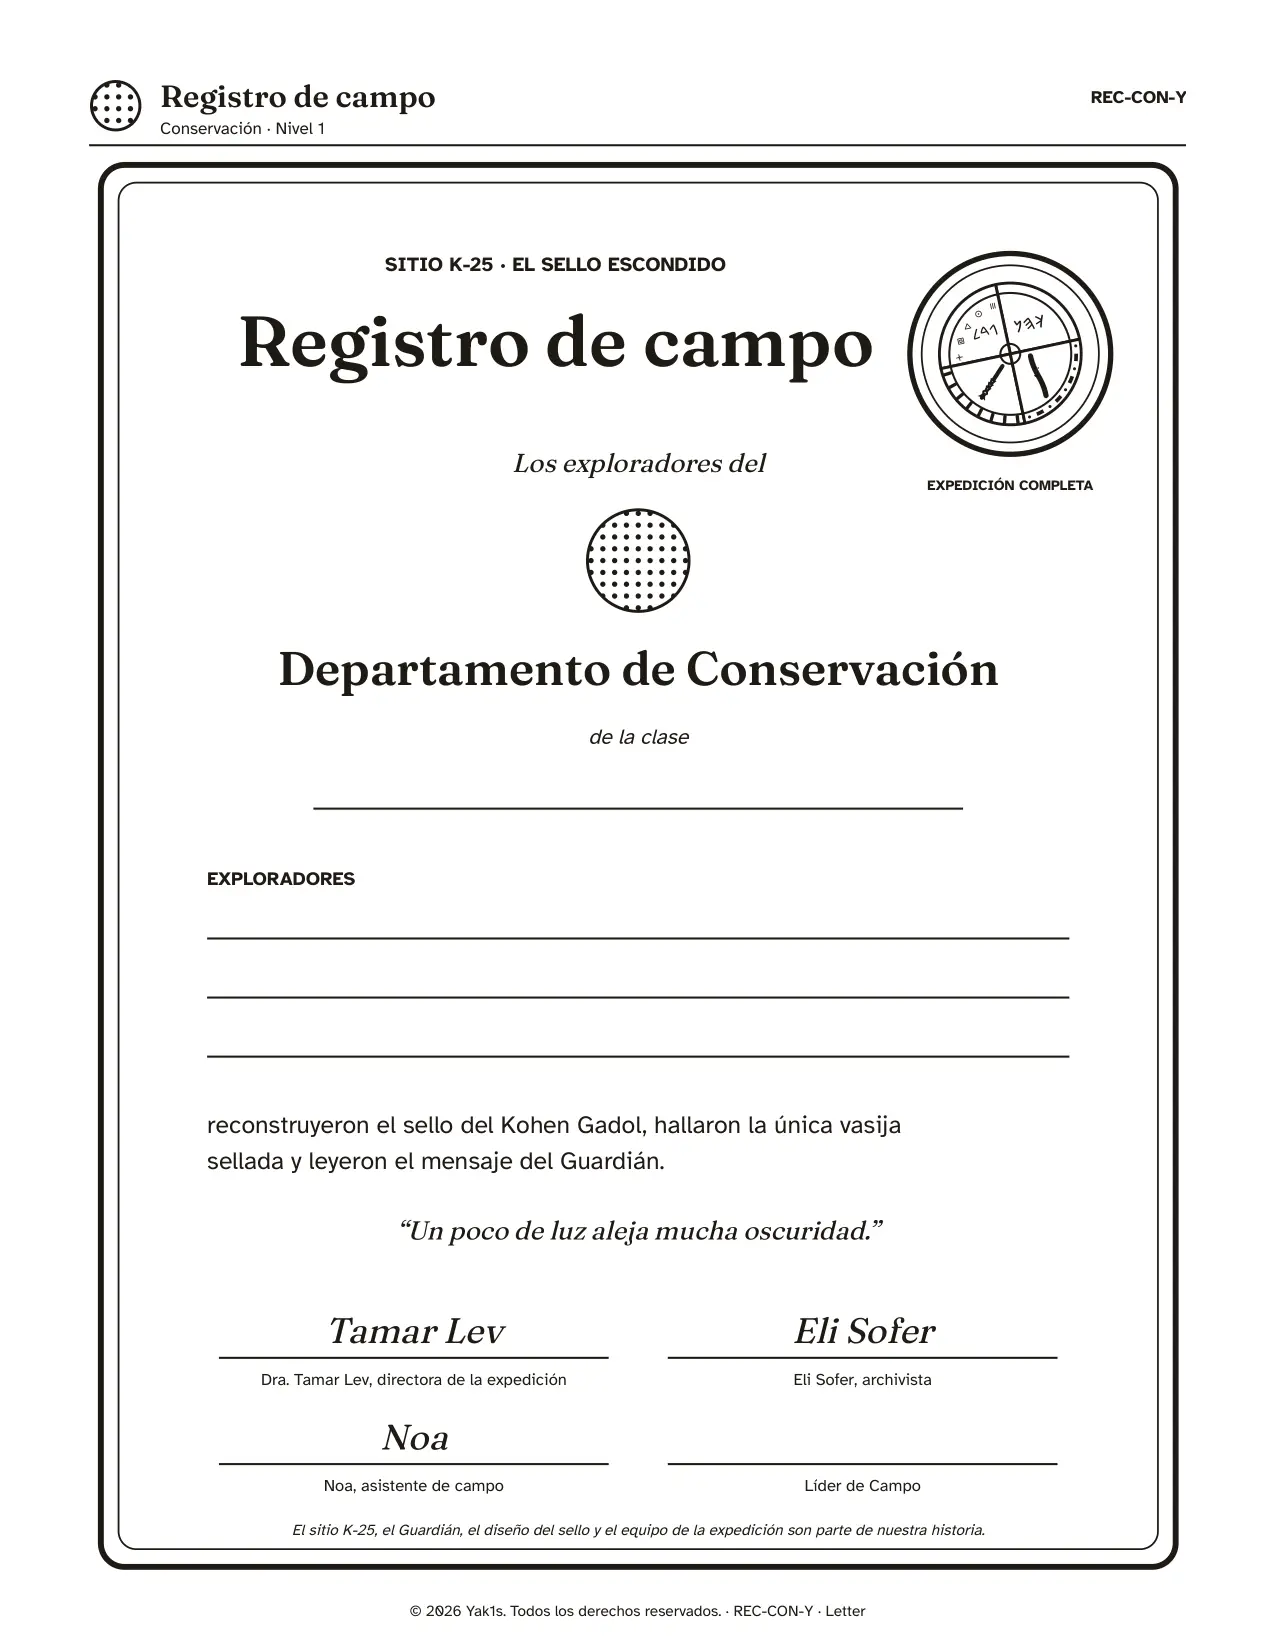 Registro de campo
Conservación · Nivel 1
REC-CON-Y
SITIO K-25 · EL SELLO ESCONDIDO
Registro de campo
EXPEDICIÓN COMPLETA
Los exploradores del
Departamento de Conservación
de la clase
EXPLORADORES
reconstruyeron el sello del Kohen Gadol, hallaron la única vasija
sellada y leyeron el mensaje del Guardián.
“Un poco de luz aleja mucha oscuridad.”
Tamar Lev
Dra. Tamar Lev, directora de la expedición
Eli Sofer
Eli Sofer, archivista
Noa
Noa, asistente de campo
Líder de Campo
El sitio K-25, el Guardián, el diseño del sello y el equipo de la expedición son parte de nuestra historia.
© 2026 Yak1s. Todos los derechos reservados. · REC-CON-Y · Letter